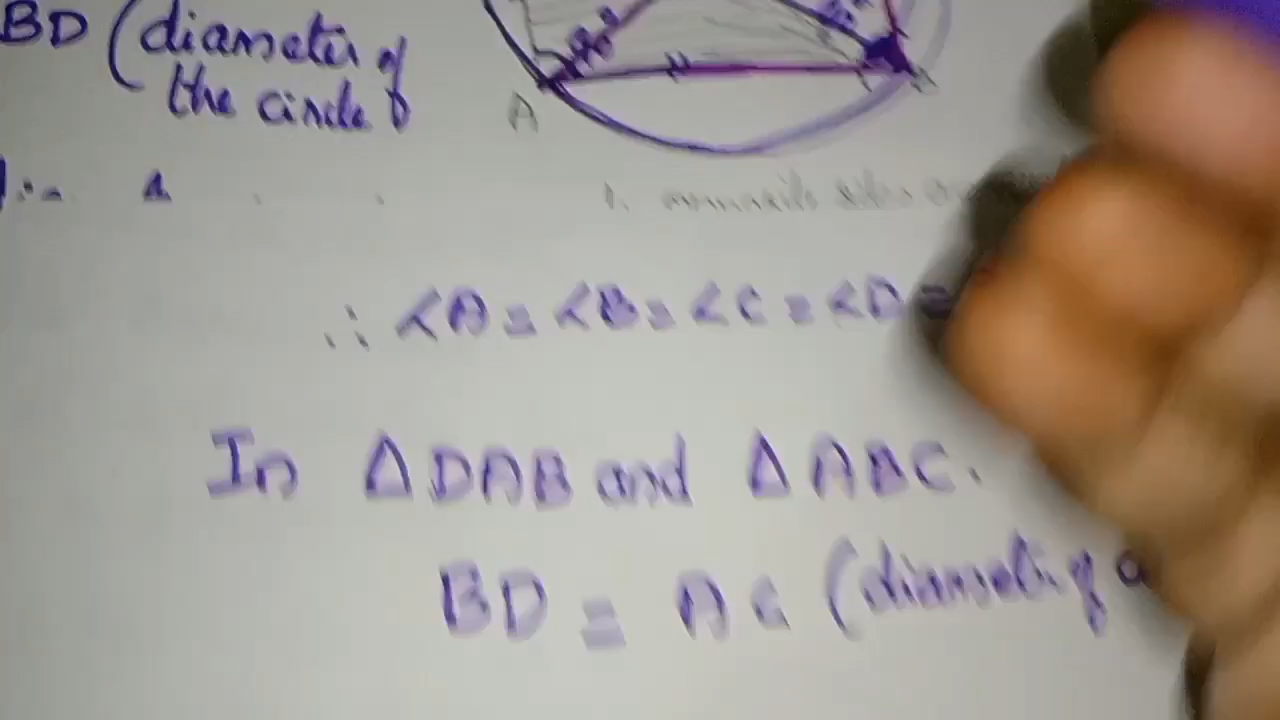 BD (diameter of
the circle
A
∴ ∠A = ∠B = ∠C = ∠D =
In ΔDAB and ΔABC.
BD = AC (diameter of